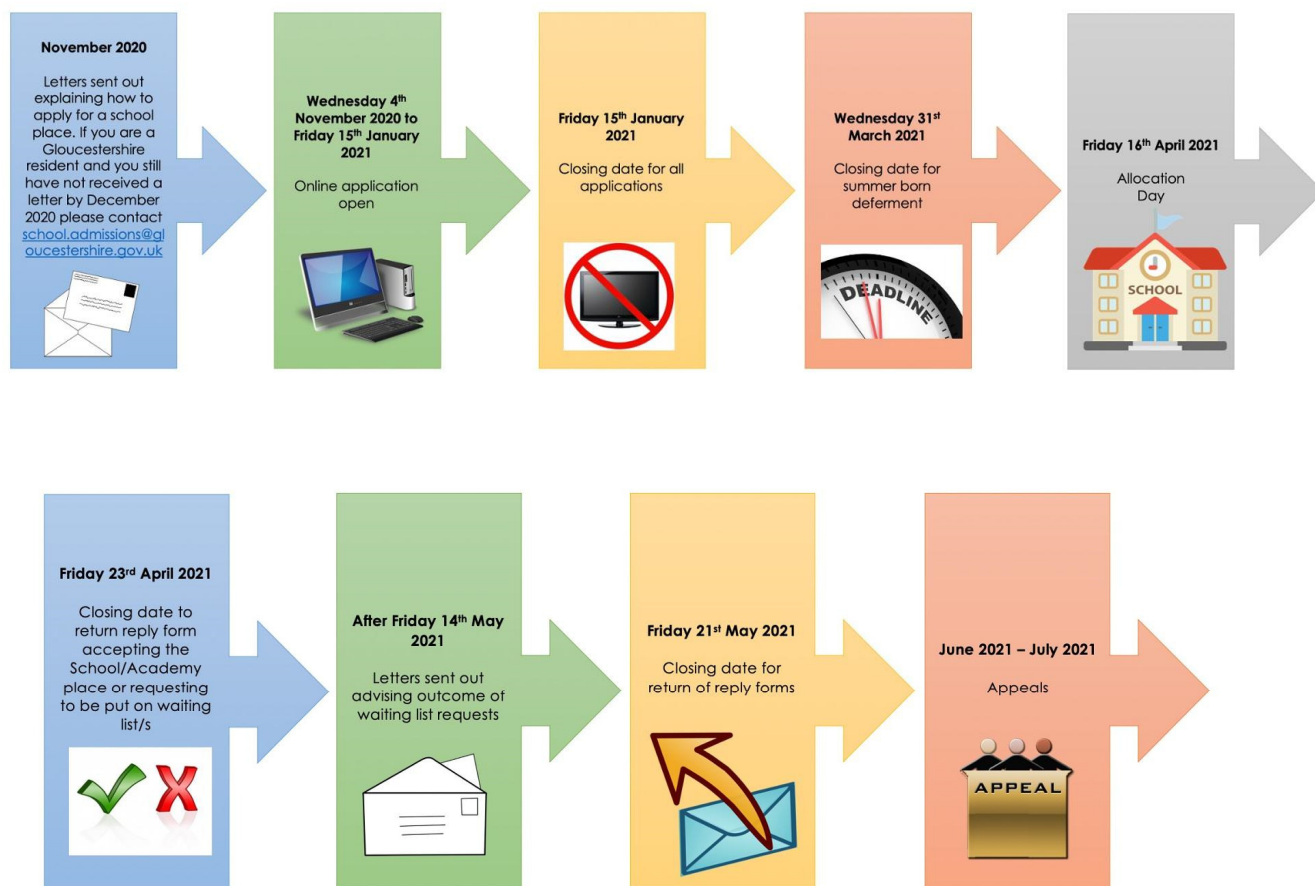 November 2020
Letters sent out
explaining how to
apply for a school
place. If you are a
Gloucestershire
resident and you still
have not received a
letter by December
2020 please contact
school.admissions@gl
oucestershire.gov.uk
Wednesday 4th
November 2020 to
Friday 15th January
2021
Online application
open
Friday 15th January
2021
Closing date for all
applications
Wednesday 31st
March 2021
Closing date for
summer born
deferment
DEADLINE
Friday 16th April 2021
Allocation
Day
SCHOOL
Friday 23rd April 2021
Closing date to
return reply form
accepting the
School/Academy
place or requesting
to be put on waiting
list/s
After Friday 14th May
2021
Letters sent out
advising outcome of
waiting list requests
Friday 21st May 2021
Closing date for
return of reply forms
June 2021 – July 2021
Appeals
APPEAL